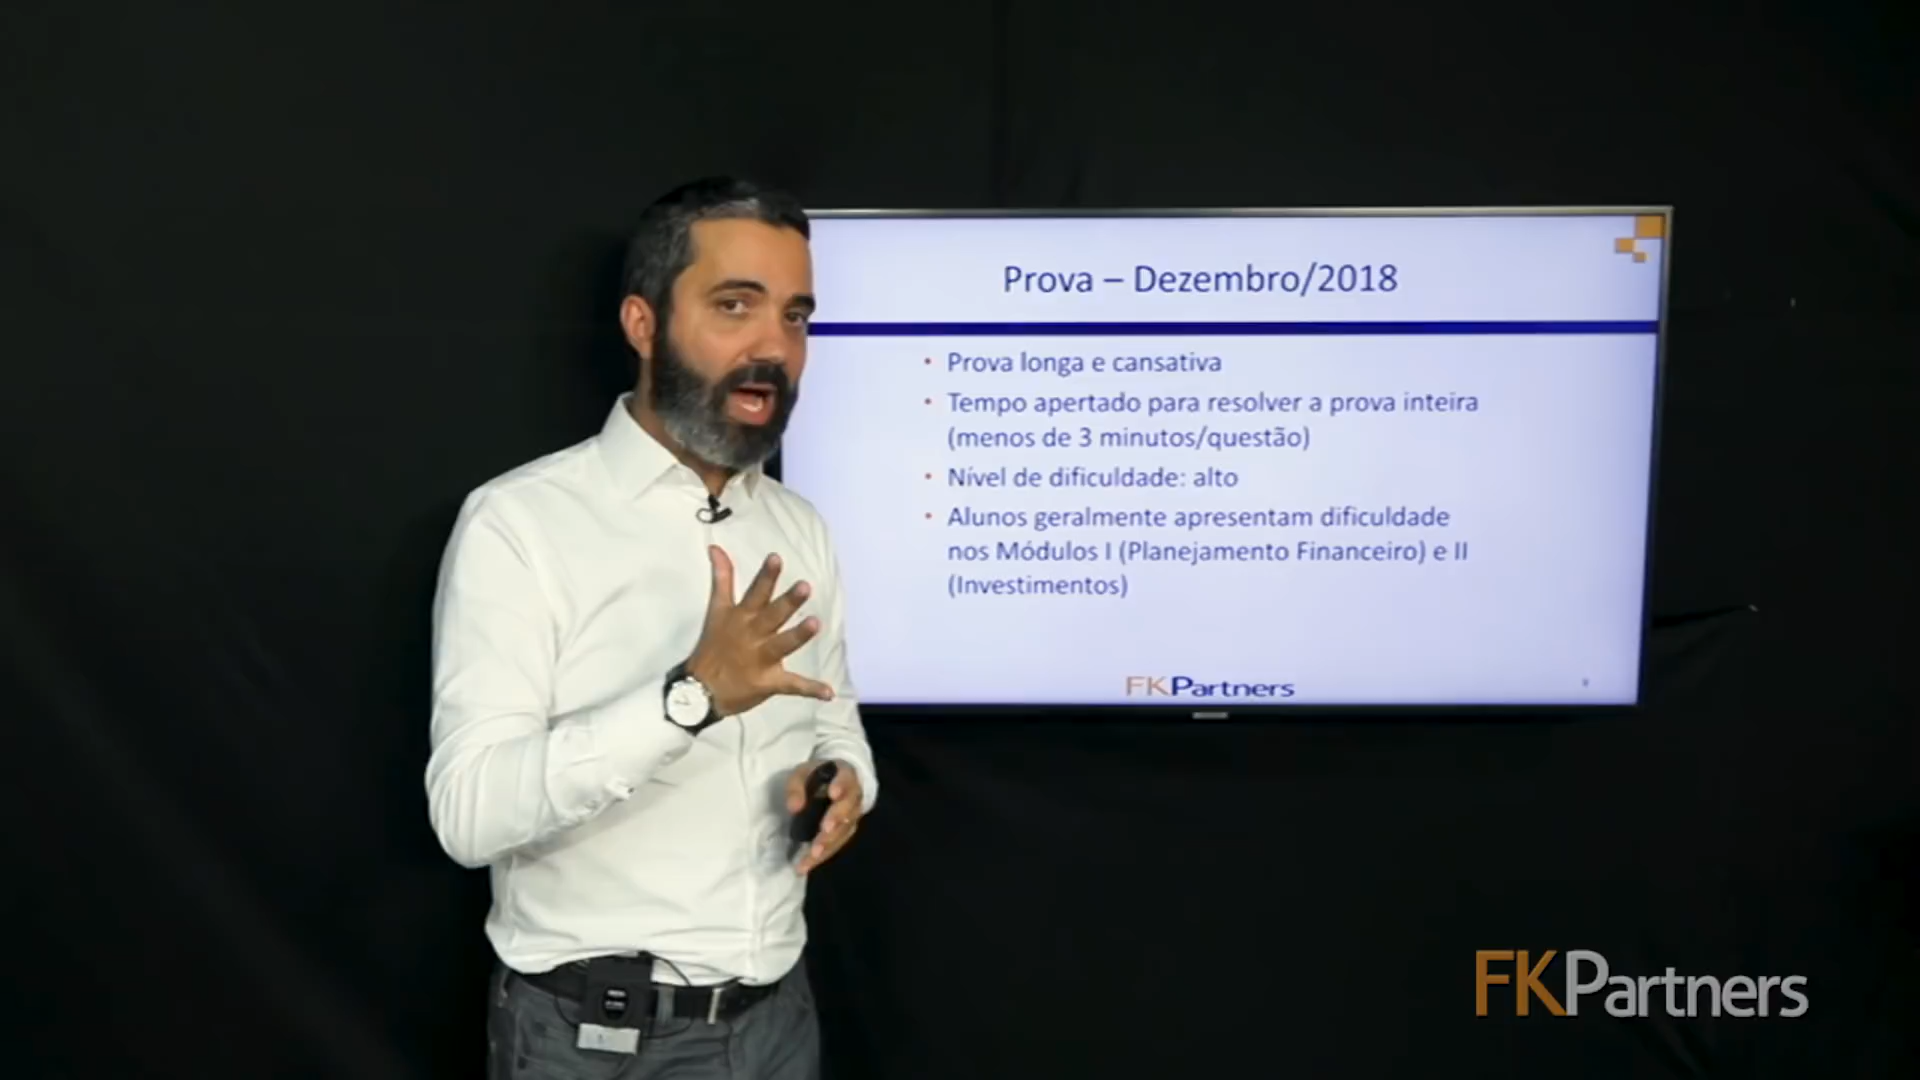 Prova – Dezembro/2018
• Prova longa e cansativa
• Tempo apertado para resolver a prova inteira
(menos de 3 minutos/questão)
• Nível de dificuldade: alto
• Alunos geralmente apresentam dificuldade
nos Módulos I (Planejamento Financeiro) e II
(Investimentos)
FKPartners
FKPartners